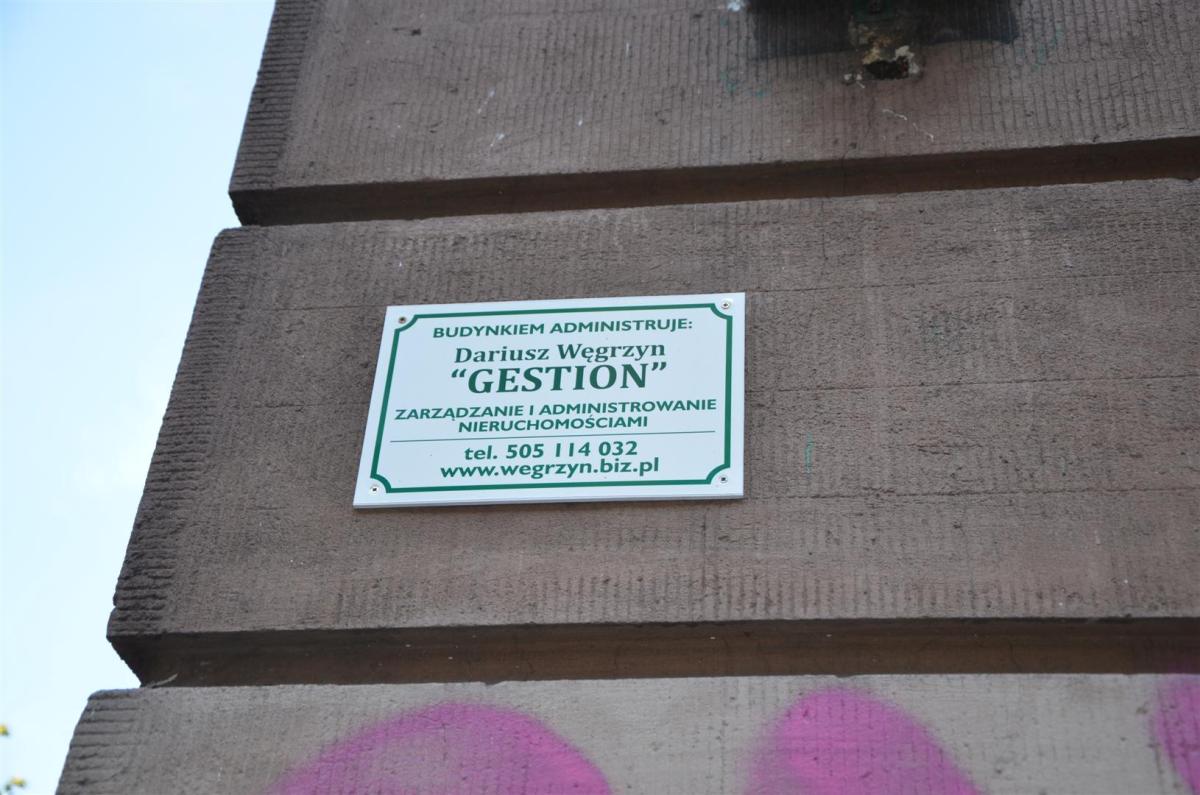 BUDYNKIEM ADMINISTRUJE:
Dariusz Węgrzyn
“GESTION”
ZARZĄDZANIE I ADMINISTROWANIE
NIERUCHOMOŚCIAMI
tel. 505 114 032
www.wegrzyn.biz.pl